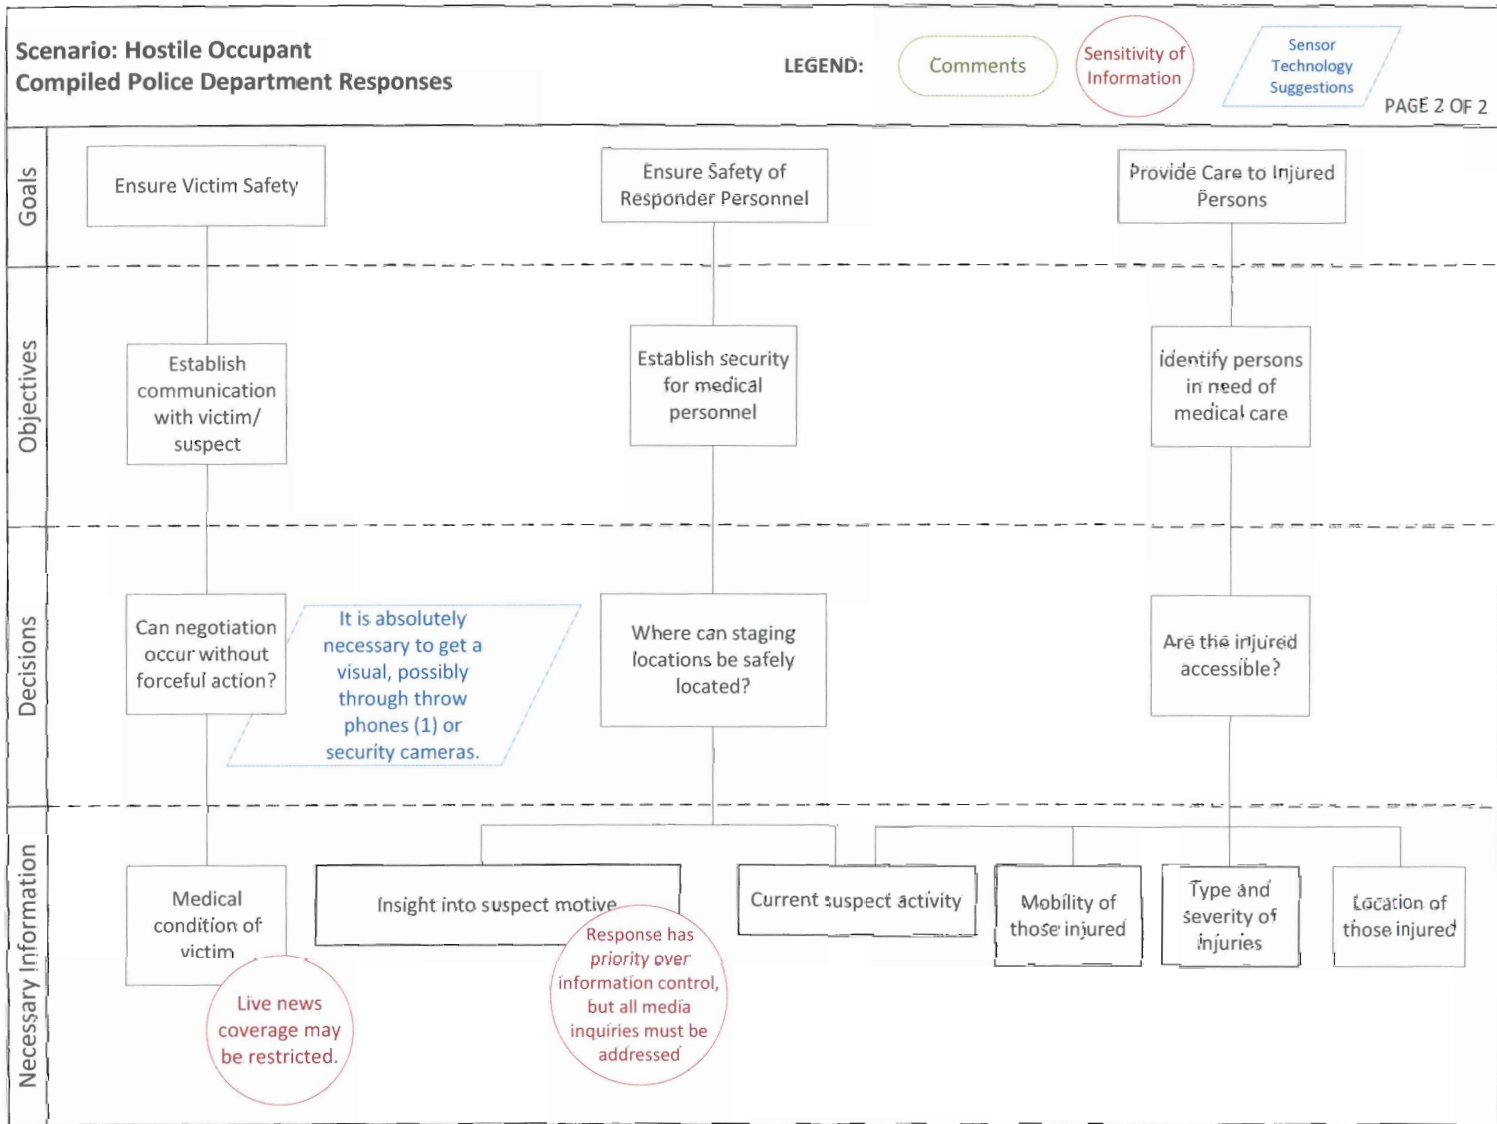 Scenario: Hostile Occupant
Compiled Police Department Responses
LEGEND:
Comments
Sensitivity of
Information
Sensor
Technology
Suggestions
PAGE 2 OF 2
Goals
Ensure Victim Safety
Ensure Safety of
Responder Personnel
Provide Care to Injured
Persons
Objectives
Establish
communication
with victim/
suspect
Establish security
for medical
personnel
Identify persons
in need of
medical care
Decisions
Can negotiation
occur without
forceful action?
It is absolutely
necessary to get a
visual, possibly
through throw
phones (1) or
security cameras.
Where can staging
locations be safely
located?
Are the injured
accessible?
Necessary Information
Medical
condition of
victim
Live news
coverage may
be restricted.
Insight into suspect motive
Response has
priority over
information control,
but all media
inquiries must be
addressed
Current suspect activity
Mobility of
those injured
Type and
severity of
injuries
Location of
those injured